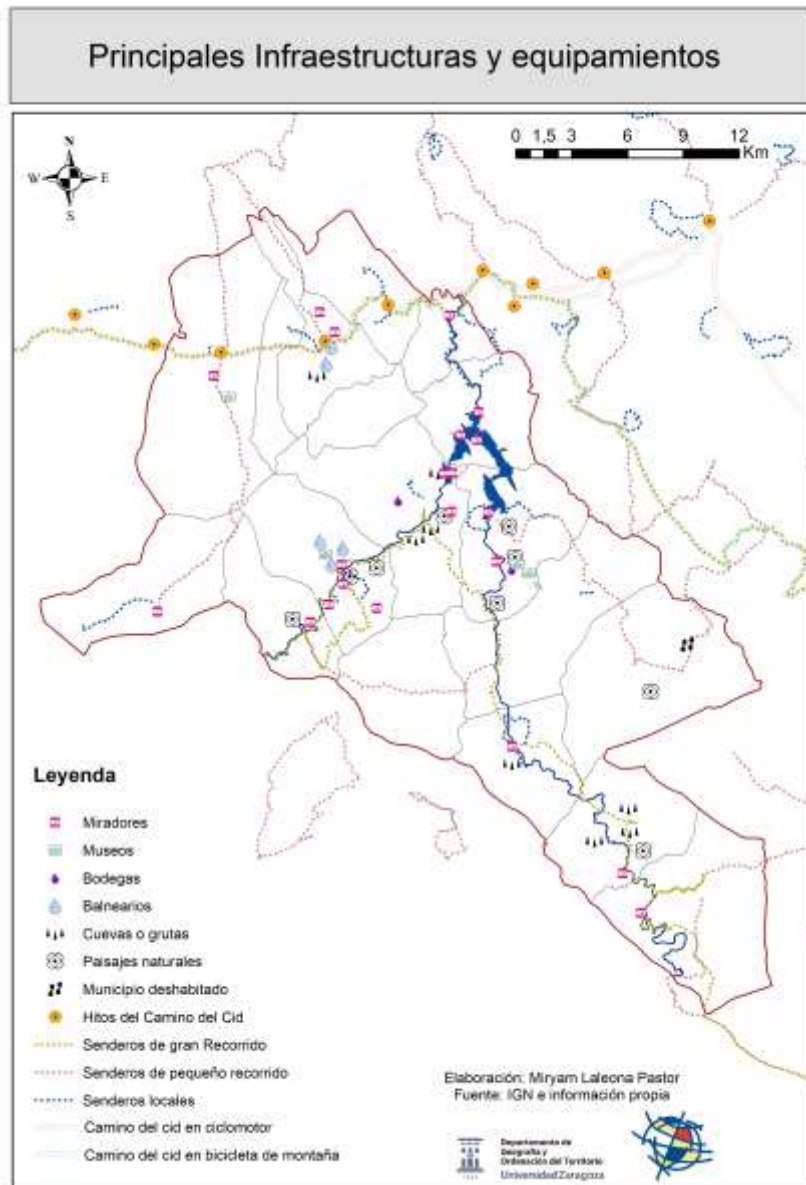 Principales Infraestructuras y equipamientos
N
W E
S
0 1,5 3 6 9 12
Km
Leyenda
Miradores
Museos
Bodegas
Balnearios
Cuevas o grutas
Paisajes naturales
Municipio deshabitado
Hitos del Camino del Cid
Senderos de gran Recorrido
Senderos de pequeño recorrido
Senderos locales
Camino del cid en ciclomotor
Camino del cid en bicicleta de montaña
Elaboración: Miryam Laleona Pastor
Fuente: IGN e información propia
Departamento de
Geografía y
Ordenación del Territorio
Universidad Zaragoza